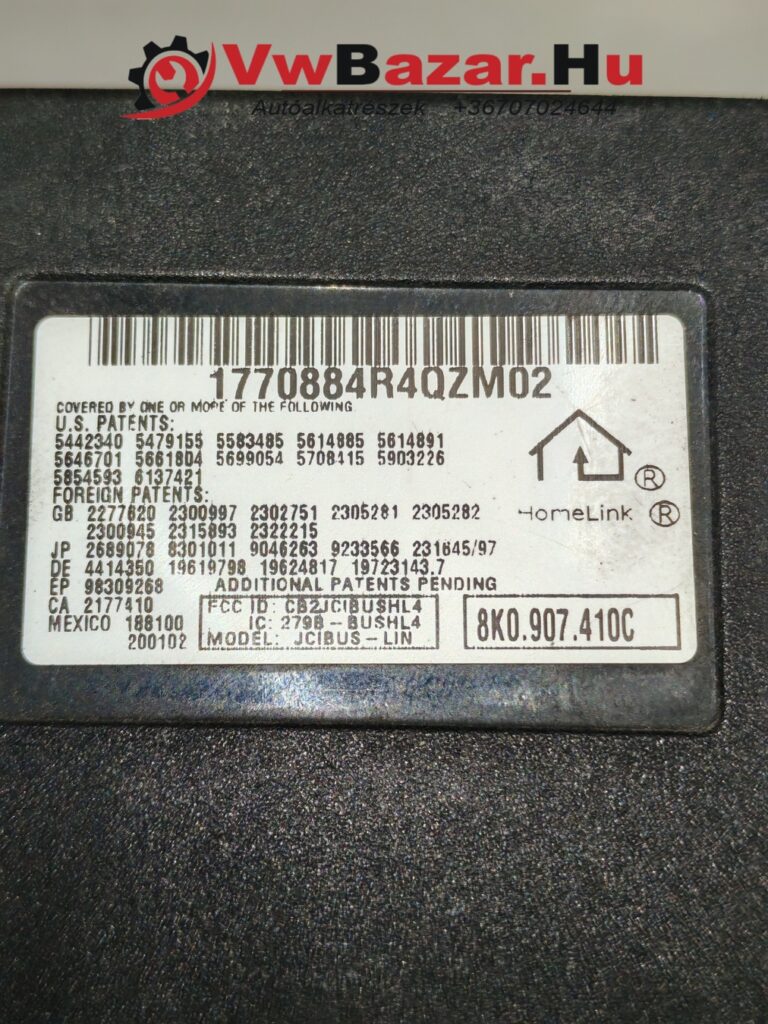 VwBazar.Hu
Autóalkatrészek +36707024644
1770884R4QZM02
COVERED BY ONE OR MORE OF THE FOLLOWING
U.S. PATENTS:
5442340 5479155 5583485 5614885 5614891
5646701 5661804 5699054 5708415 5903226
5854593 6137421
FOREIGN PATENTS:
GB 2277620 2300997 2302751 2305281 2305282
2300945 2315893 2322215
JP 2689078 8301011 9046263 9233566 231645/97
DE 4414350 19619798 19624817 19723143.7
EP 98309268 ADDITIONAL PATENTS PENDING
CA 2177410
MEXICO 188100
200102
FCC ID: CB2JCIBUSHL4
IC: 279B-BUSHL4
MODEL: JCIBUS-LIN
8K0.907.410C
®
HomeLink ®